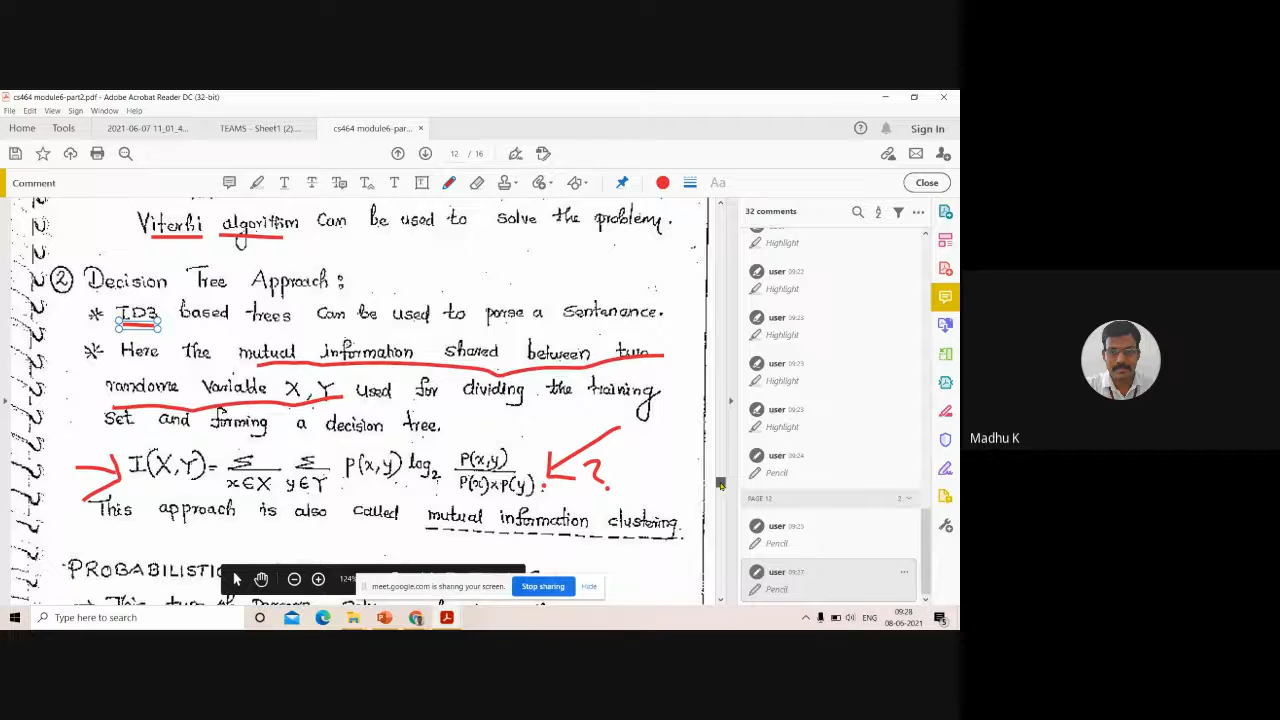 cs464 module6-part2.pdf - Adobe Acrobat Reader DC (32-bit)
File Edit View Sign Window Help
Home Tools 2021-06-07 11_01_4... TEAMS - Sheet1 (2).... cs464 module6-par... × Sign In
12 / 16
Comment Aa Close
Viterbi algorithm can be used to solve the problem.
② Decision Tree Approach:
* ID3 based trees can be used to parse a sentenance.
* Here the mutual information shared between two
randome variable X, Y used for dividing the training
set and forming a decision tree.
I(X,Y)= Σ x∈X Σ y∈Y P(x,y) log2 P(x,y) / P(x)×P(y). ?
This approach is also called mutual information clustering.
PROBABILISTI
124%
meet.google.com is sharing your screen. Stop sharing Hide
32 comments
Highlight
user 09:22
Highlight
user 09:23
Highlight
user 09:23
Highlight
user 09:23
Highlight
user 09:24
Pencil
PAGE 12 2
user 09:25
Pencil
user 09:27
Pencil
Type here to search
ENG
09:28
08-06-2021
5
Madhu K